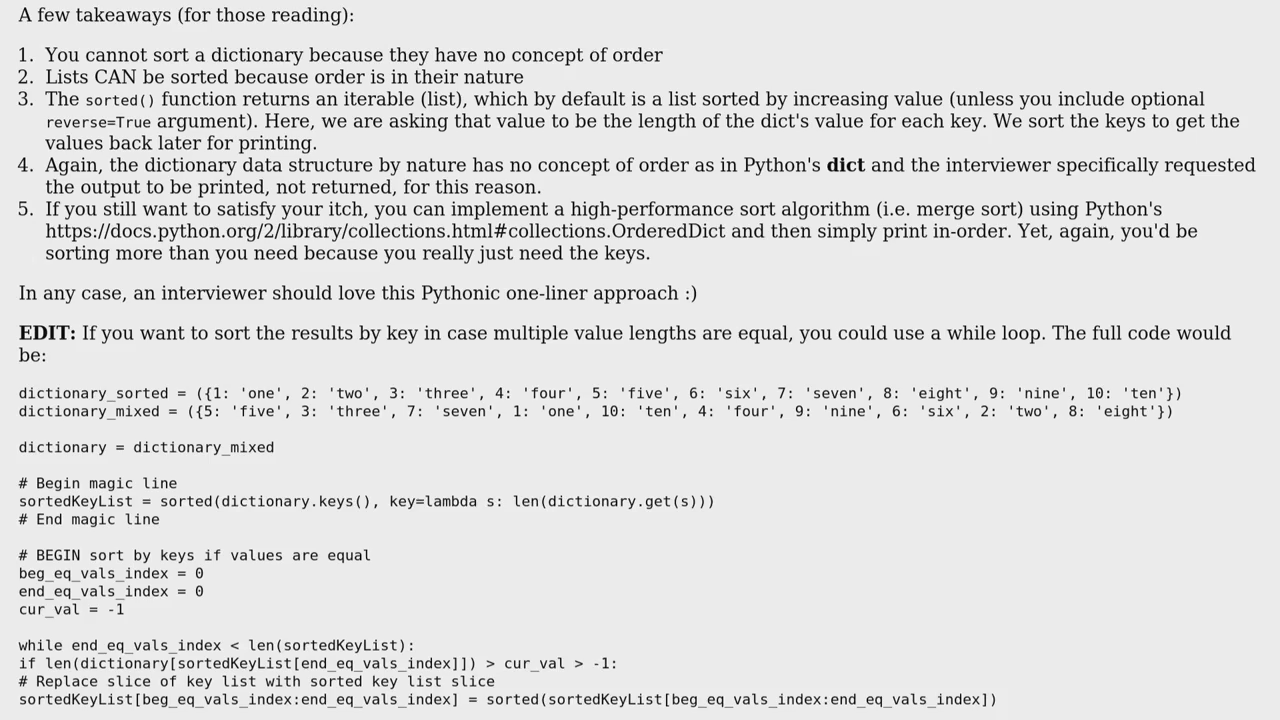 A few takeaways (for those reading):
1. You cannot sort a dictionary because they have no concept of order
2. Lists CAN be sorted because order is in their nature
3. The sorted() function returns an iterable (list), which by default is a list sorted by increasing value (unless you include optional
reverse=True argument). Here, we are asking that value to be the length of the dict's value for each key. We sort the keys to get the
values back later for printing.
4. Again, the dictionary data structure by nature has no concept of order as in Python's dict and the interviewer specifically requested
the output to be printed, not returned, for this reason.
5. If you still want to satisfy your itch, you can implement a high-performance sort algorithm (i.e. merge sort) using Python's
https://docs.python.org/2/library/collections.html#collections.OrderedDict and then simply print in-order. Yet, again, you'd be
sorting more than you need because you really just need the keys.
In any case, an interviewer should love this Pythonic one-liner approach :)
EDIT: If you want to sort the results by key in case multiple value lengths are equal, you could use a while loop. The full code would
be:
dictionary_sorted = ({1: 'one', 2: 'two', 3: 'three', 4: 'four', 5: 'five', 6: 'six', 7: 'seven', 8: 'eight', 9: 'nine', 10: 'ten'})
dictionary_mixed = ({5: 'five', 3: 'three', 7: 'seven', 1: 'one', 10: 'ten', 4: 'four', 9: 'nine', 6: 'six', 2: 'two', 8: 'eight'})
dictionary = dictionary_mixed
# Begin magic line
sortedKeyList = sorted(dictionary.keys(), key=lambda s: len(dictionary.get(s)))
# End magic line
# BEGIN sort by keys if values are equal
beg_eq_vals_index = 0
end_eq_vals_index = 0
cur_val = -1
while end_eq_vals_index < len(sortedKeyList):
if len(dictionary[sortedKeyList[end_eq_vals_index]]) > cur_val > -1:
# Replace slice of key list with sorted key list slice
sortedKeyList[beg_eq_vals_index:end_eq_vals_index] = sorted(sortedKeyList[beg_eq_vals_index:end_eq_vals_index])